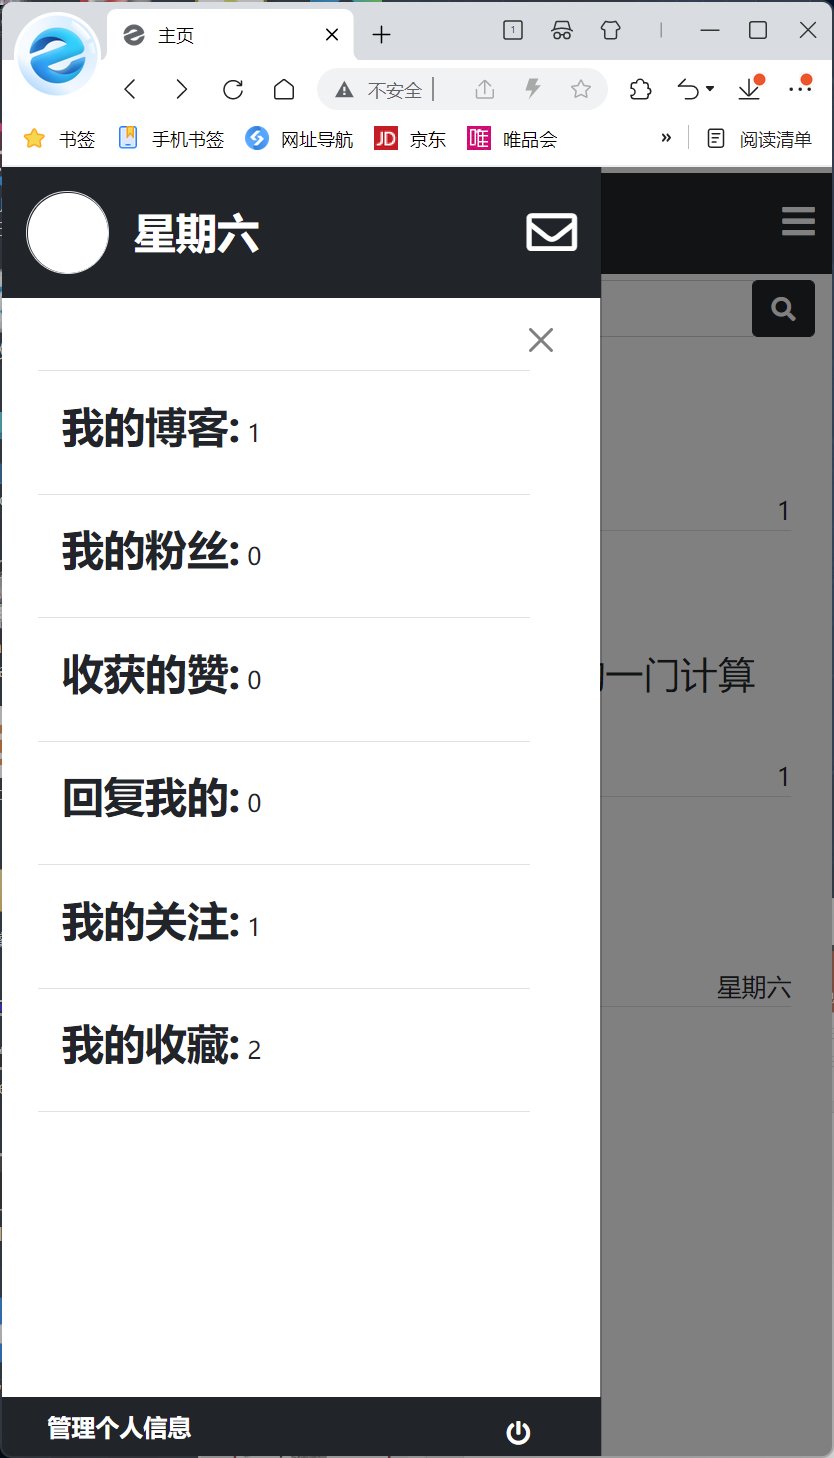 主页
1
不安全
书签
手机书签
网址导航
JD 京东
唯 唯品会
»
阅读清单
星期六
我的博客: 1
1
我的粉丝: 0
收获的赞: 0
一门计算
回复我的: 0
1
我的关注: 1
星期六
我的收藏: 2
管理个人信息